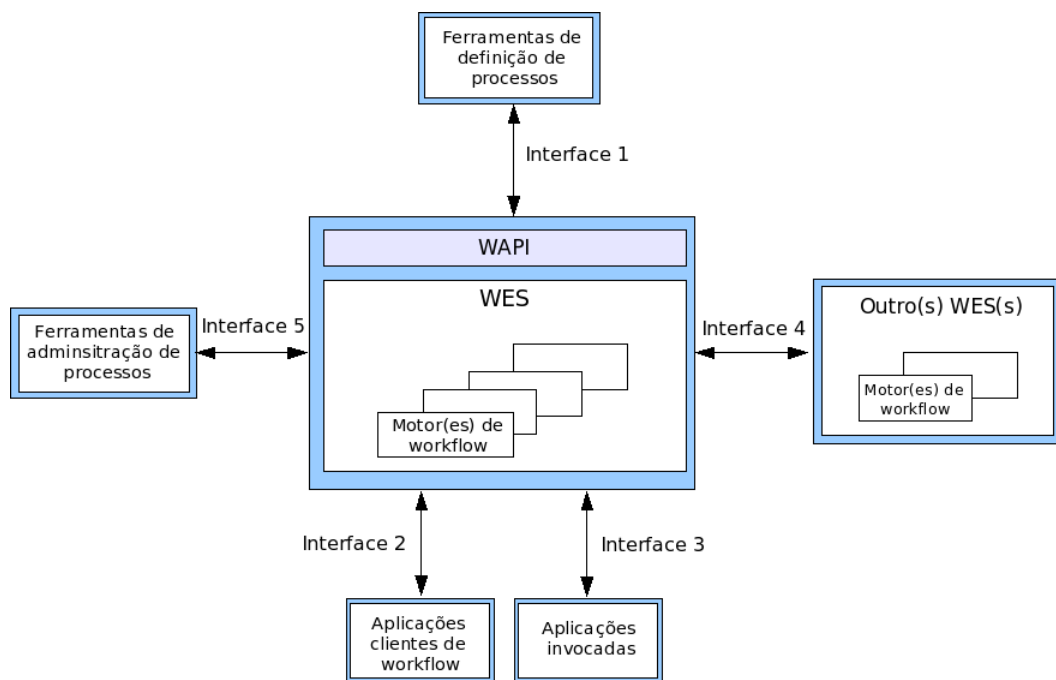 Ferramentas de
definição de
processos
Interface 1
WAPI
WES
Motor(es) de
workflow
Interface 5
Ferramentas de
adminsitração de
processos
Interface 4
Outro(s) WES(s)
Motor(es) de
workflow
Interface 2
Interface 3
Aplicações
clientes de
workflow
Aplicações
invocadas